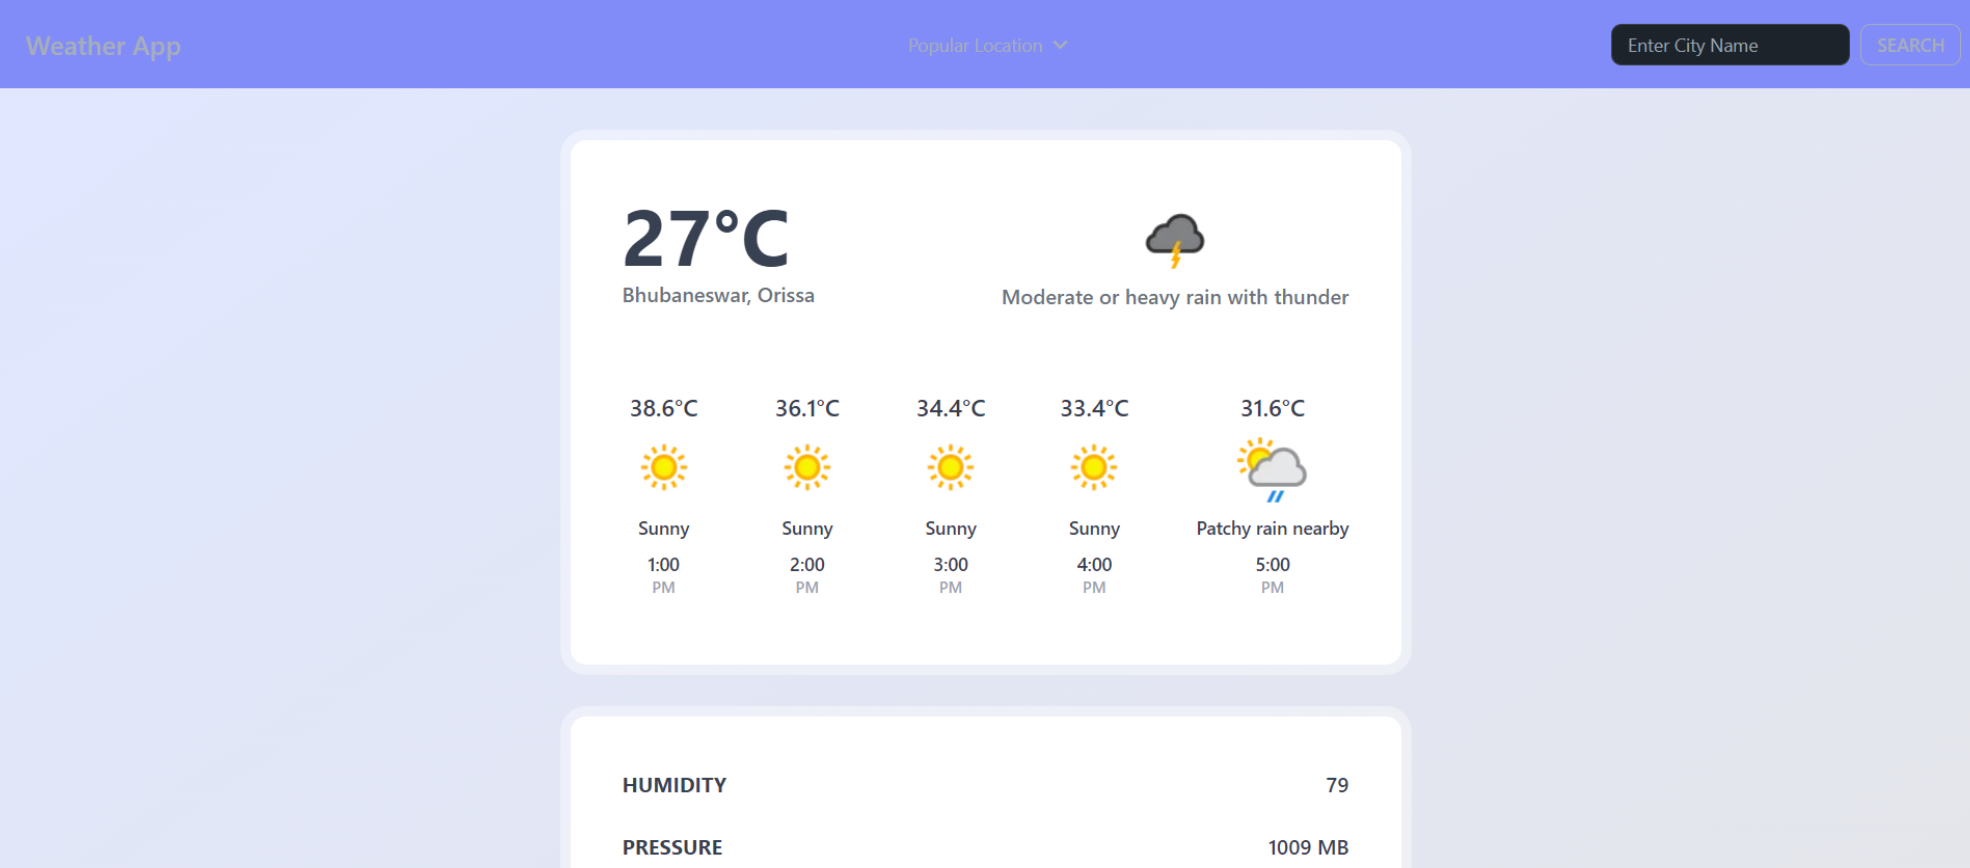 Weather App
Popular Location
Enter City Name
SEARCH
27°C
Bhubaneswar, Orissa
Moderate or heavy rain with thunder
38.6°C 36.1°C 34.4°C 33.4°C 31.6°C
Sunny Sunny Sunny Sunny Patchy rain nearby
1:00 2:00 3:00 4:00 5:00
PM PM PM PM PM
HUMIDITY 79
PRESSURE 1009 MB